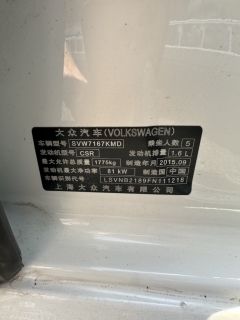 大众汽车(VOLKSWAGEN)
车辆型号 SVW7167KMD 乘坐人数 5
发动机型号 CSR 发动机排量 1.6 L
最大允许总质量 1775kg 制造年月 2015.09
发动机最大净功率 81 kW 制造国 中国
车辆识别代号 LSVNB2189FN111218
上海大众汽车有限公司